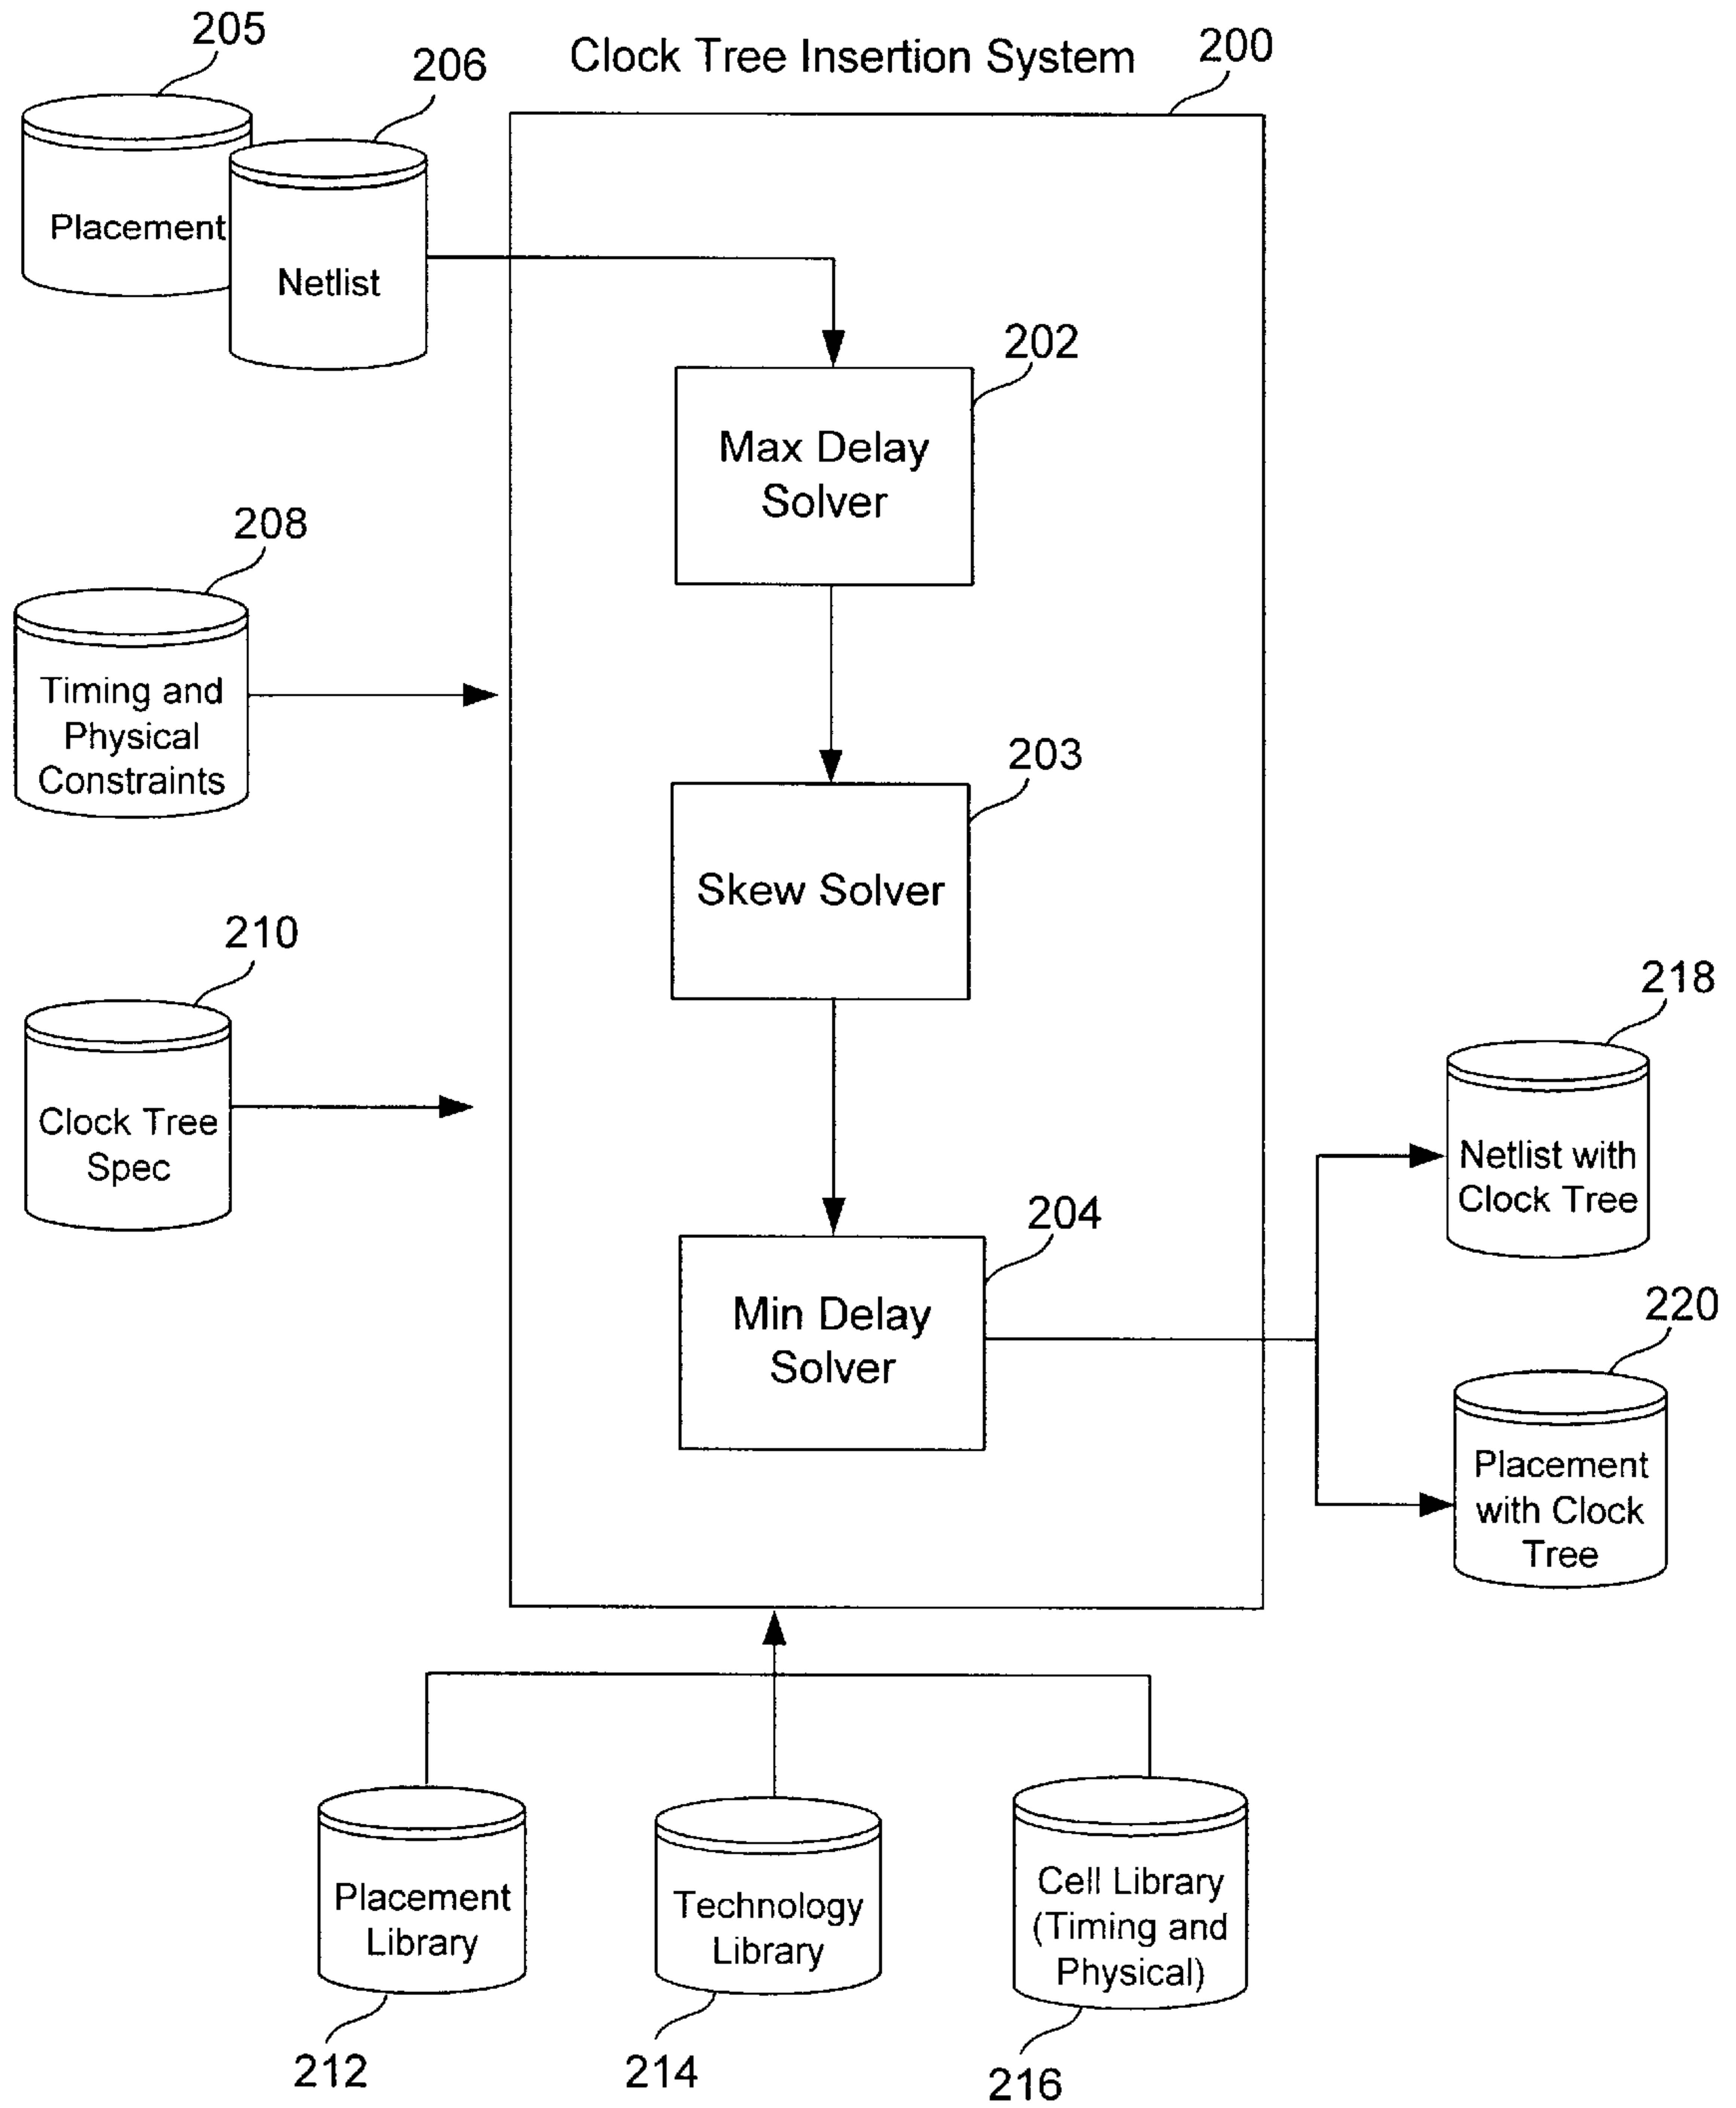 205
206
Clock Tree Insertion System
200
Placement
Netlist
202
Max Delay
Solver
208
Timing and
Physical
Constraints
203
Skew Solver
210
Clock Tree
Spec
218
Netlist with
Clock Tree
204
Min Delay
Solver
220
Placement
with Clock
Tree
Placement
Library
Technology
Library
Cell Library
(Timing and
Physical)
212
214
216